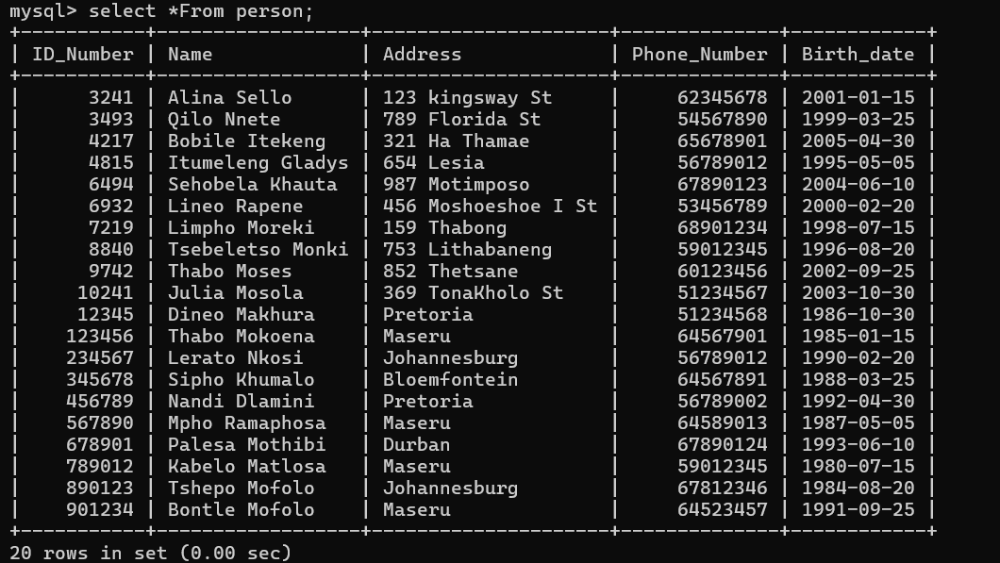 mysql> select *From person;
+-----------+------------------+----------------------+--------------+------------+
| ID_Number | Name             | Address              | Phone_Number | Birth_date |
+-----------+------------------+----------------------+--------------+------------+
|      3241 | Alina Sello      | 123 kingsway St      |     62345678 | 2001-01-15 |
|      3493 | Qilo Nnete       | 789 Florida St       |     54567890 | 1999-03-25 |
|      4217 | Bobile Itekeng   | 321 Ha Thamae        |     65678901 | 2005-04-30 |
|      4815 | Itumeleng Gladys | 654 Lesia            |     56789012 | 1995-05-05 |
|      6494 | Sehobela Khauta  | 987 Motimposo        |     67890123 | 2004-06-10 |
|      6932 | Lineo Rapene     | 456 Moshoeshoe I St  |     53456789 | 2000-02-20 |
|      7219 | Limpho Moreki    | 159 Thabong          |     68901234 | 1998-07-15 |
|      8840 | Tsebeletso Monki | 753 Lithabaneng      |     59012345 | 1996-08-20 |
|      9742 | Thabo Moses      | 852 Thetsane         |     60123456 | 2002-09-25 |
|     10241 | Julia Mosola     | 369 TonaKholo St     |     51234567 | 2003-10-30 |
|     12345 | Dineo Makhura    | Pretoria             |     51234568 | 1986-10-30 |
|    123456 | Thabo Mokoena    | Maseru               |     64567901 | 1985-01-15 |
|    234567 | Lerato Nkosi     | Johannesburg         |     56789012 | 1990-02-20 |
|    345678 | Sipho Khumalo    | Bloemfontein         |     64567891 | 1988-03-25 |
|    456789 | Nandi Dlamini    | Pretoria             |     56789002 | 1992-04-30 |
|    567890 | Mpho Ramaphosa   | Maseru               |     64589013 | 1987-05-05 |
|    678901 | Palesa Mothibi   | Durban               |     67890124 | 1993-06-10 |
|    789012 | Kabelo Matlosa   | Maseru               |     59012345 | 1980-07-15 |
|    890123 | Tshepo Mofolo    | Johannesburg         |     67812346 | 1984-08-20 |
|    901234 | Bontle Mofolo    | Maseru               |     64523457 | 1991-09-25 |
+-----------+------------------+----------------------+--------------+------------+
20 rows in set (0.00 sec)